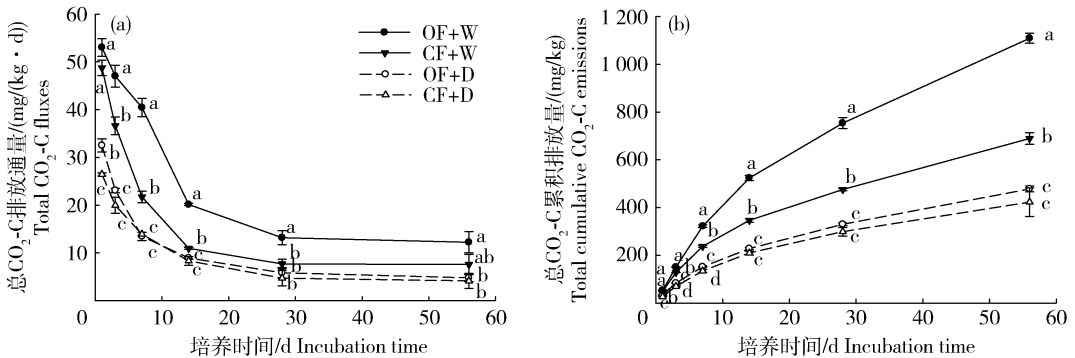 (a)
OF+W
CF+W
OF+D
CF+D
60
50
40
30
20
10
0
0 10 20 30 40 50 60
总CO₂-C排放通量/(mg/(kg·d))
Total CO₂-C fluxes
培养时间/d Incubation time
a a a a a a
a b b b b ab
b c c c b b
c c c c b b
(b)
1 200
1 000
800
600
400
200
0 10 20 30 40 50 60
总CO₂-C累积排放量/(mg/kg)
Total cumulative CO₂-C emissions
培养时间/d Incubation time
a a a a a a
a b b b b b
b c c c c c
c d d c c c